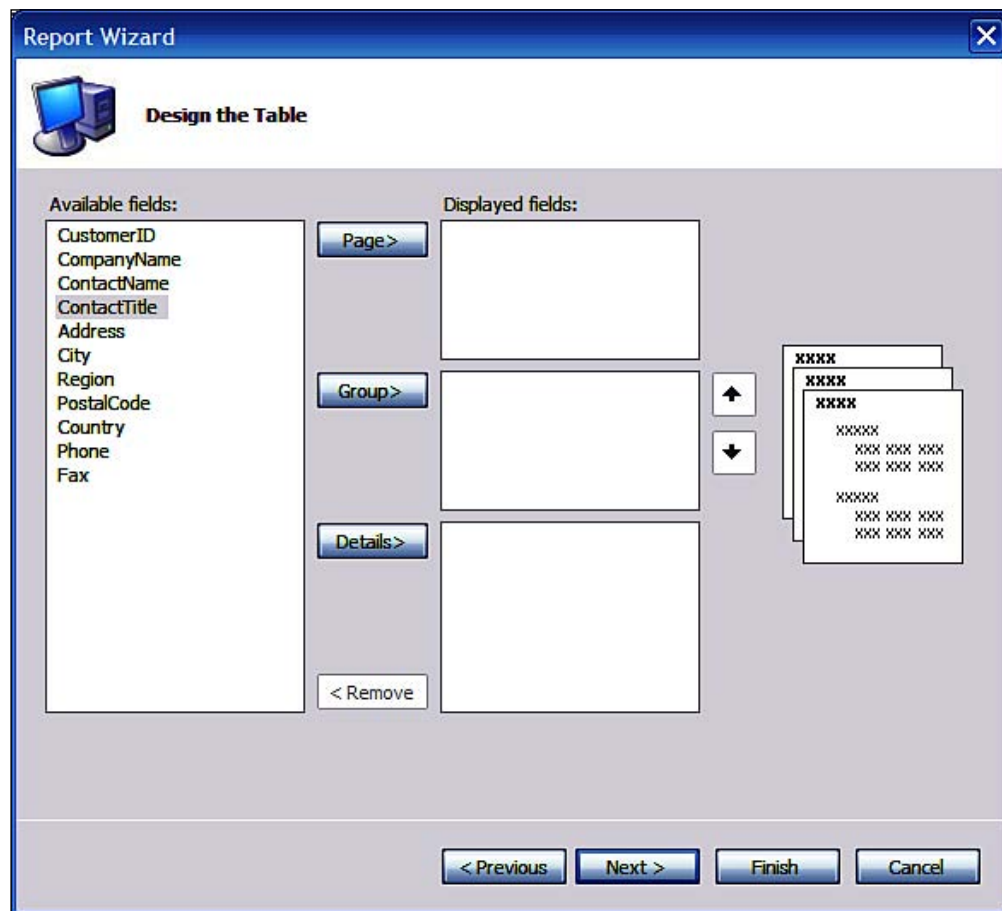 Report Wizard
Design the Table
Available fields:
Displayed fields:
CustomerID
CompanyName
ContactName
ContactTitle
Address
City
Region
PostalCode
Country
Phone
Fax
Page>
Group>
Details>
< Remove
xxxx
xxxx
xxxx
xxxxx
xxx xxx xxx
xxx xxx xxx
xxxxx
xxx xxx xxx
xxx xxx xxx
< Previous
Next >
Finish
Cancel